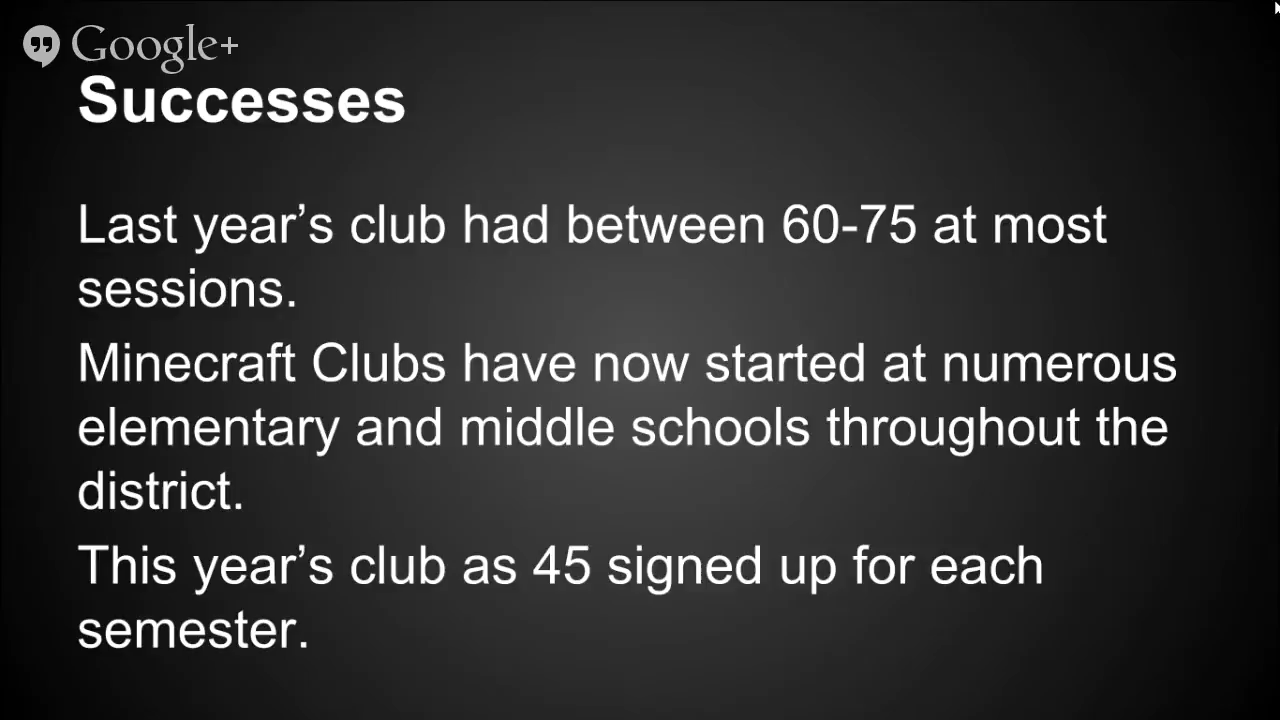 Google+
Successes
Last year’s club had between 60-75 at most
sessions.
Minecraft Clubs have now started at numerous
elementary and middle schools throughout the
district.
This year’s club as 45 signed up for each
semester.